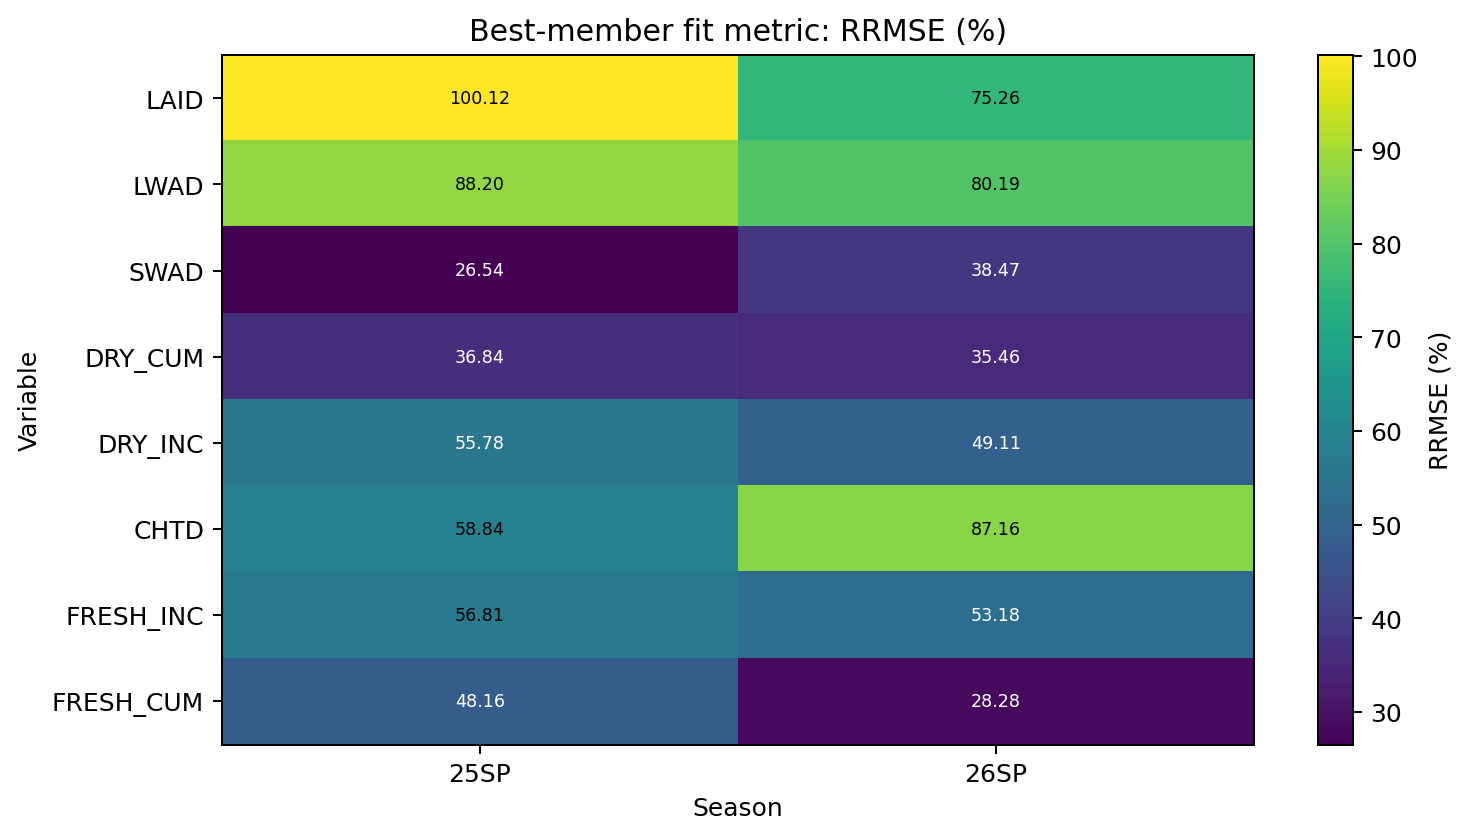 Best-member fit metric: RRMSE (%)
LAID 100.12 75.26
LWAD 88.20 80.19
SWAD 26.54 38.47
DRY_CUM 36.84 35.46
DRY_INC 55.78 49.11
CHTD 58.84 87.16
FRESH_INC 56.81 53.18
FRESH_CUM 48.16 28.28
25SP 26SP
Season
Variable
100
90
80
70
60
50
40
30
RRMSE (%)